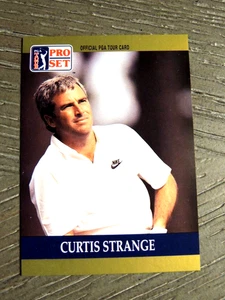 OFFICIAL PGA TOUR CARD
PRO
SET
CURTIS STRANGE